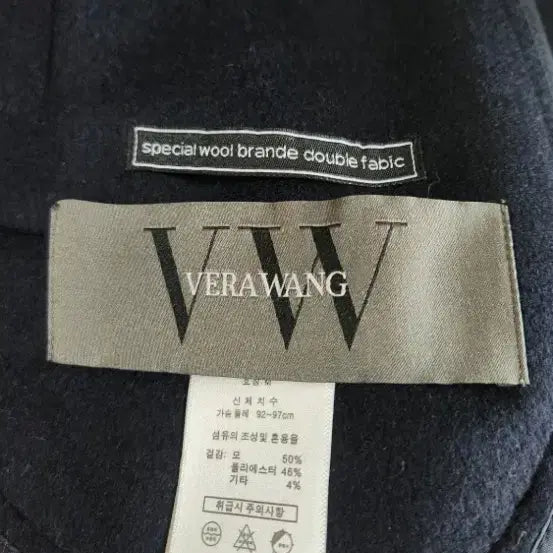 special wool brande double fabic
VW
VERAWANG
호칭: M
신 체 치 수
가슴둘레 92~97cm
섬유의 조성및 혼용율
겉감: 모 50%
폴리에스터 46%
기타 4%
취급시 주의사항